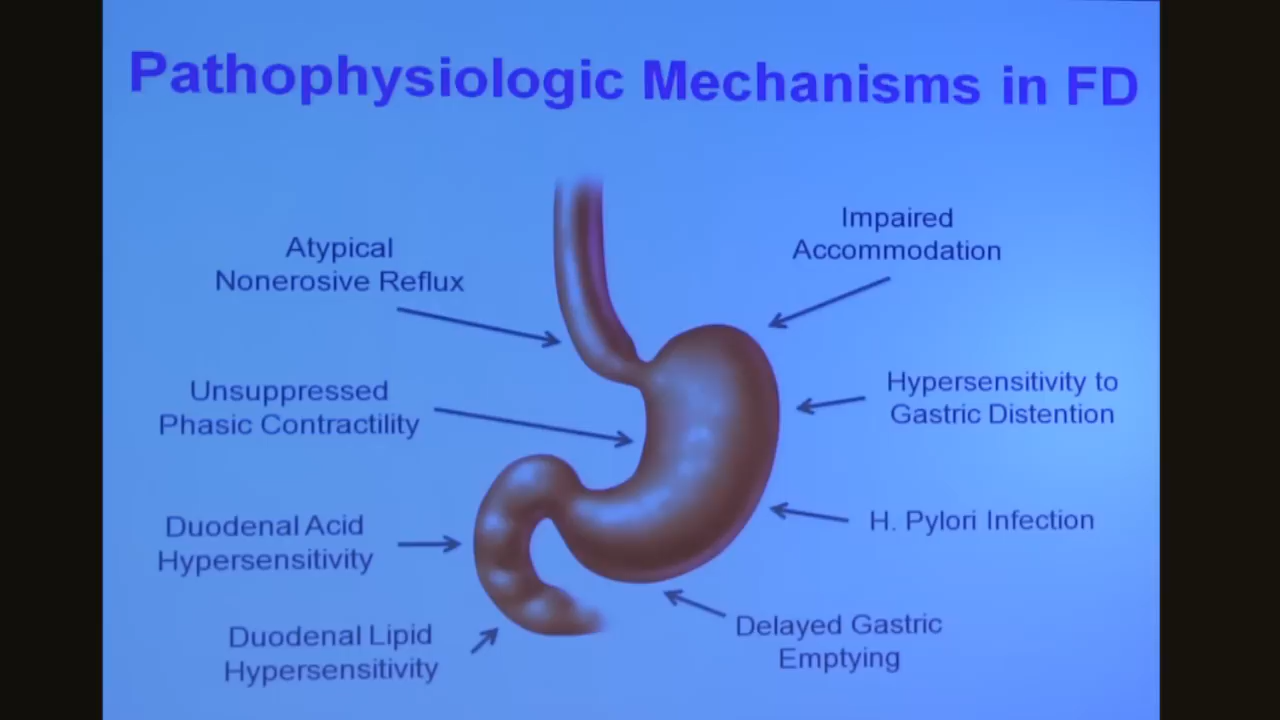 Pathophysiologic Mechanisms in FD
Impaired
Accommodation
Atypical
Nonerosive Reflux
Hypersensitivity to
Gastric Distention
Unsuppressed
Phasic Contractility
H. Pylori Infection
Duodenal Acid
Hypersensitivity
Delayed Gastric
Emptying
Duodenal Lipid
Hypersensitivity